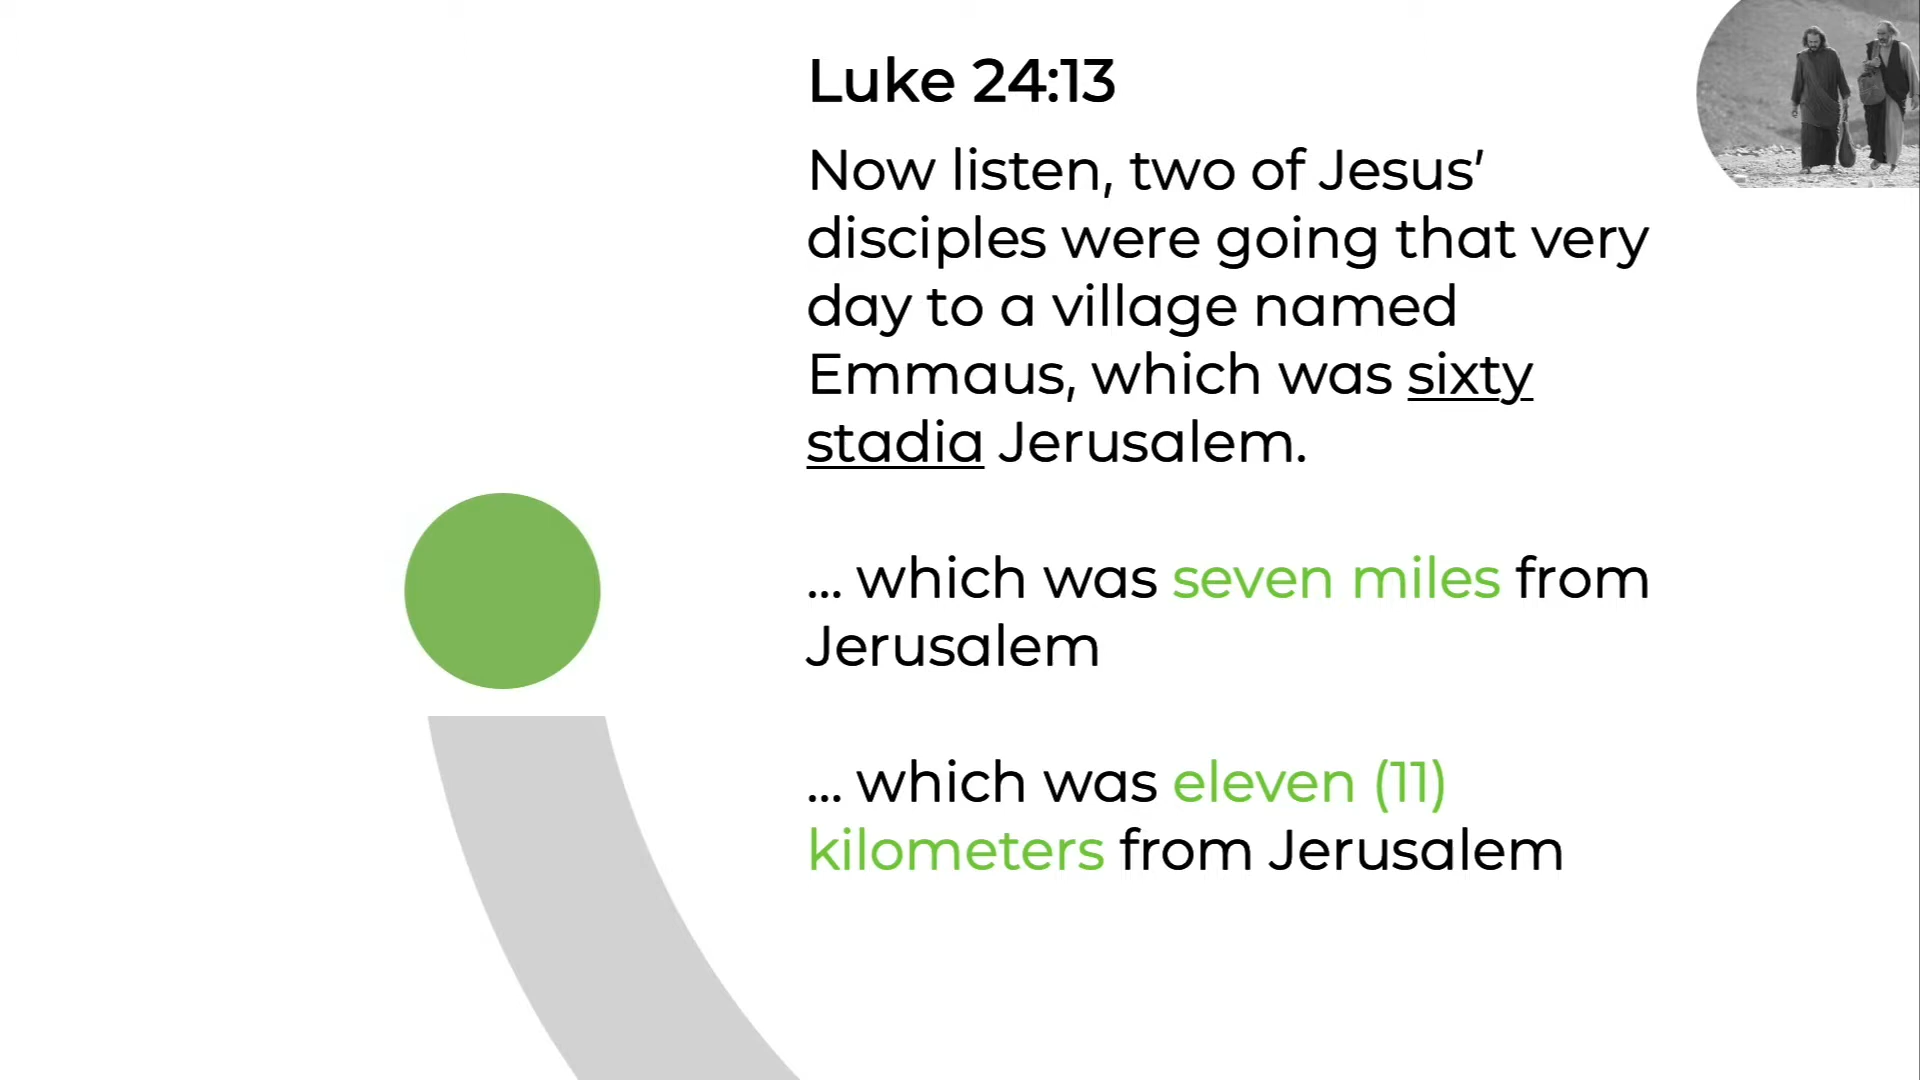 Luke 24:13
Now listen, two of Jesus’
disciples were going that very
day to a village named
Emmaus, which was sixty
stadia Jerusalem.
... which was seven miles from
Jerusalem
... which was eleven (11)
kilometers from Jerusalem